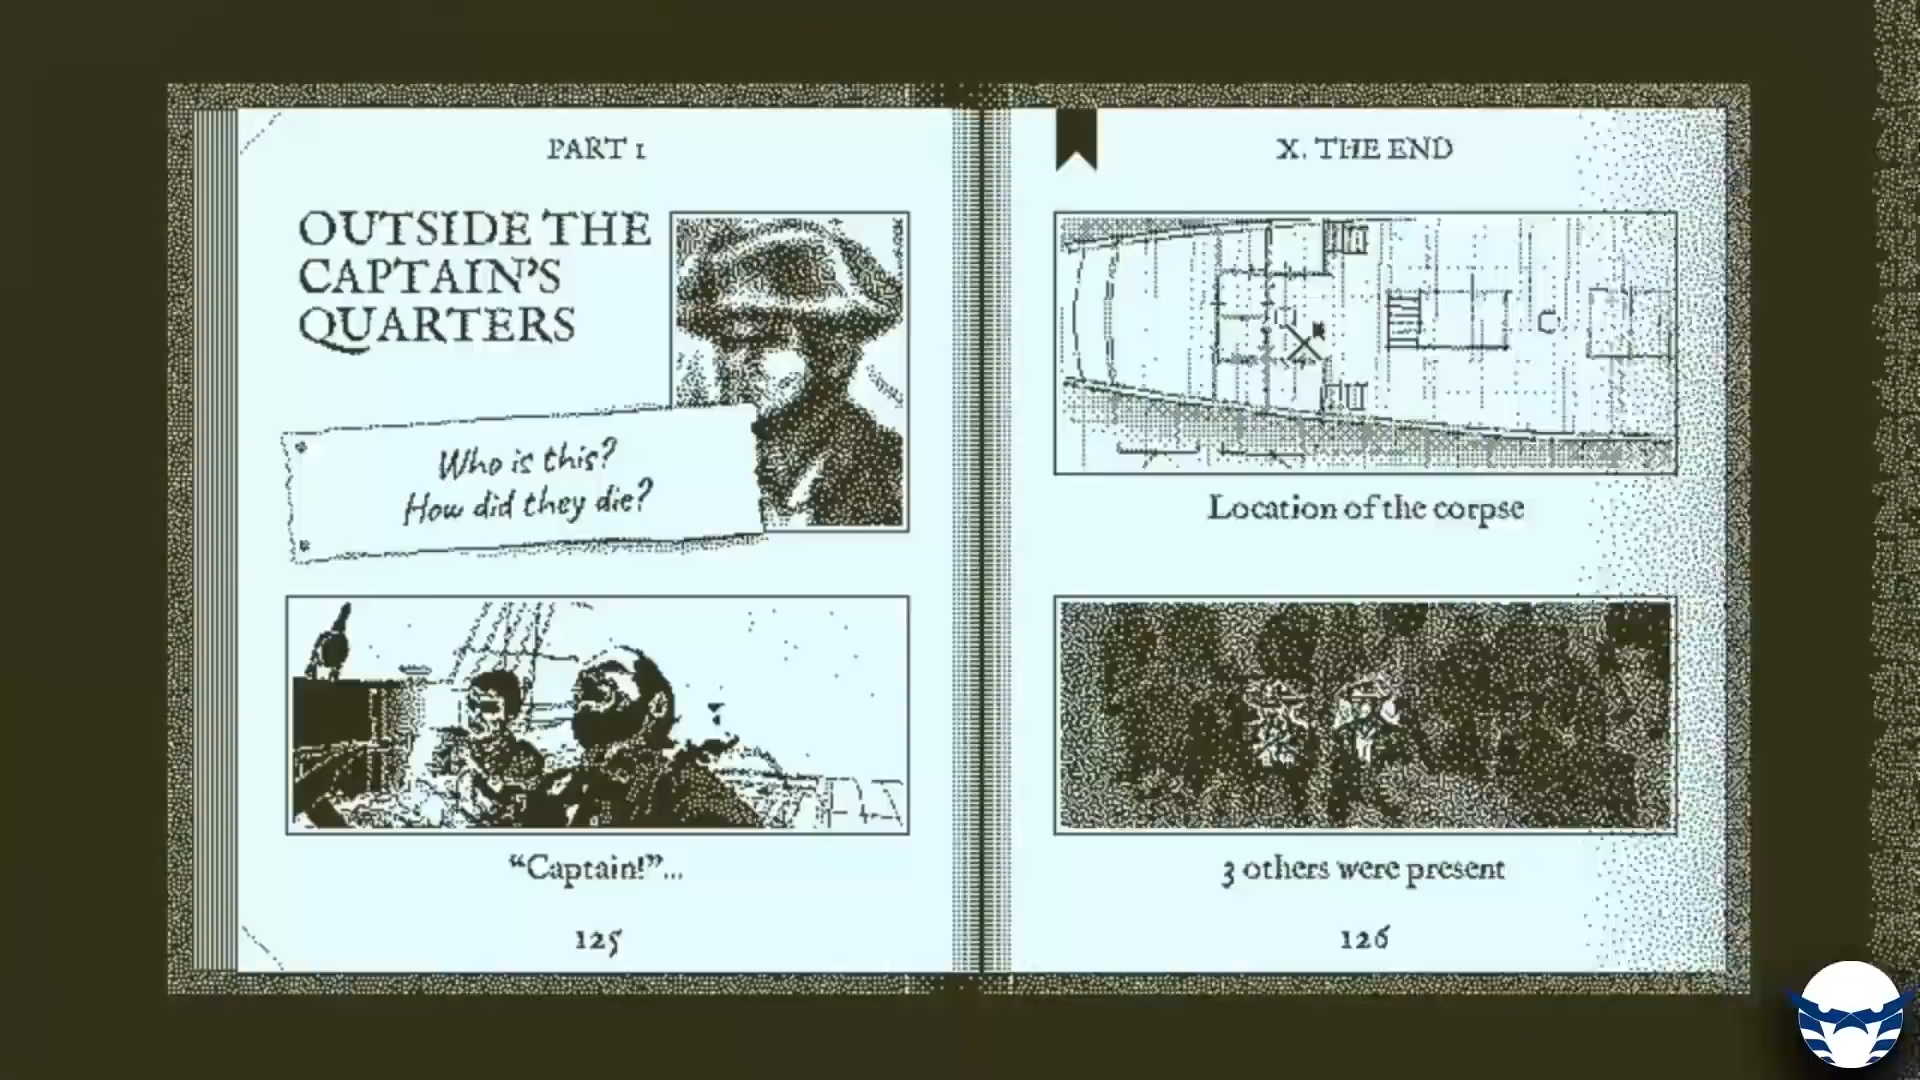 PART 1
OUTSIDE THE
CAPTAIN'S
QUARTERS
Who is this?
How did they die?
"Captain!"...
125
X. THE END
Location of the corpse
3 others were present
126